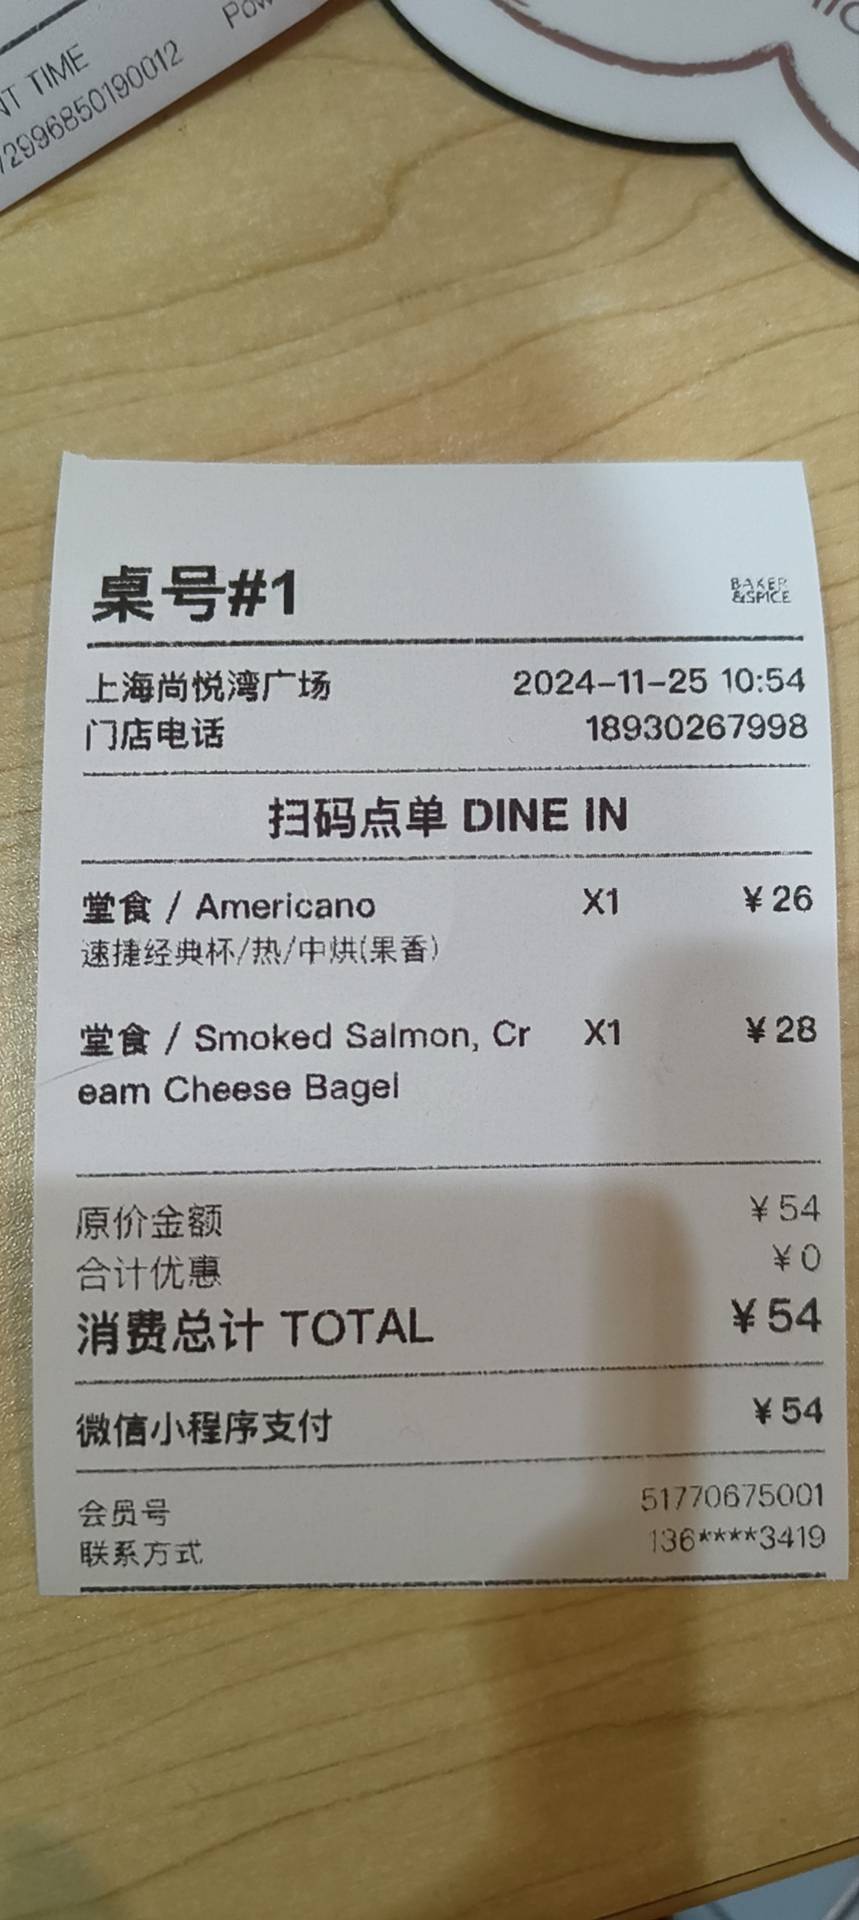 NT TIME
72996850190012
桌号#1
BAKER
&SPICE
上海尚悦湾广场 2024-11-25 10:54
门店电话 18930267998
扫码点单 DINE IN
堂食 / Americano X1 ¥26
速捷经典杯/热/中烘(果香)
堂食 / Smoked Salmon, Cr X1 ¥28
eam Cheese Bagel
原价金额 ¥54
合计优惠 ¥0
消费总计 TOTAL ¥54
微信小程序支付 ¥54
会员号 51770675001
联系方式 136****3419